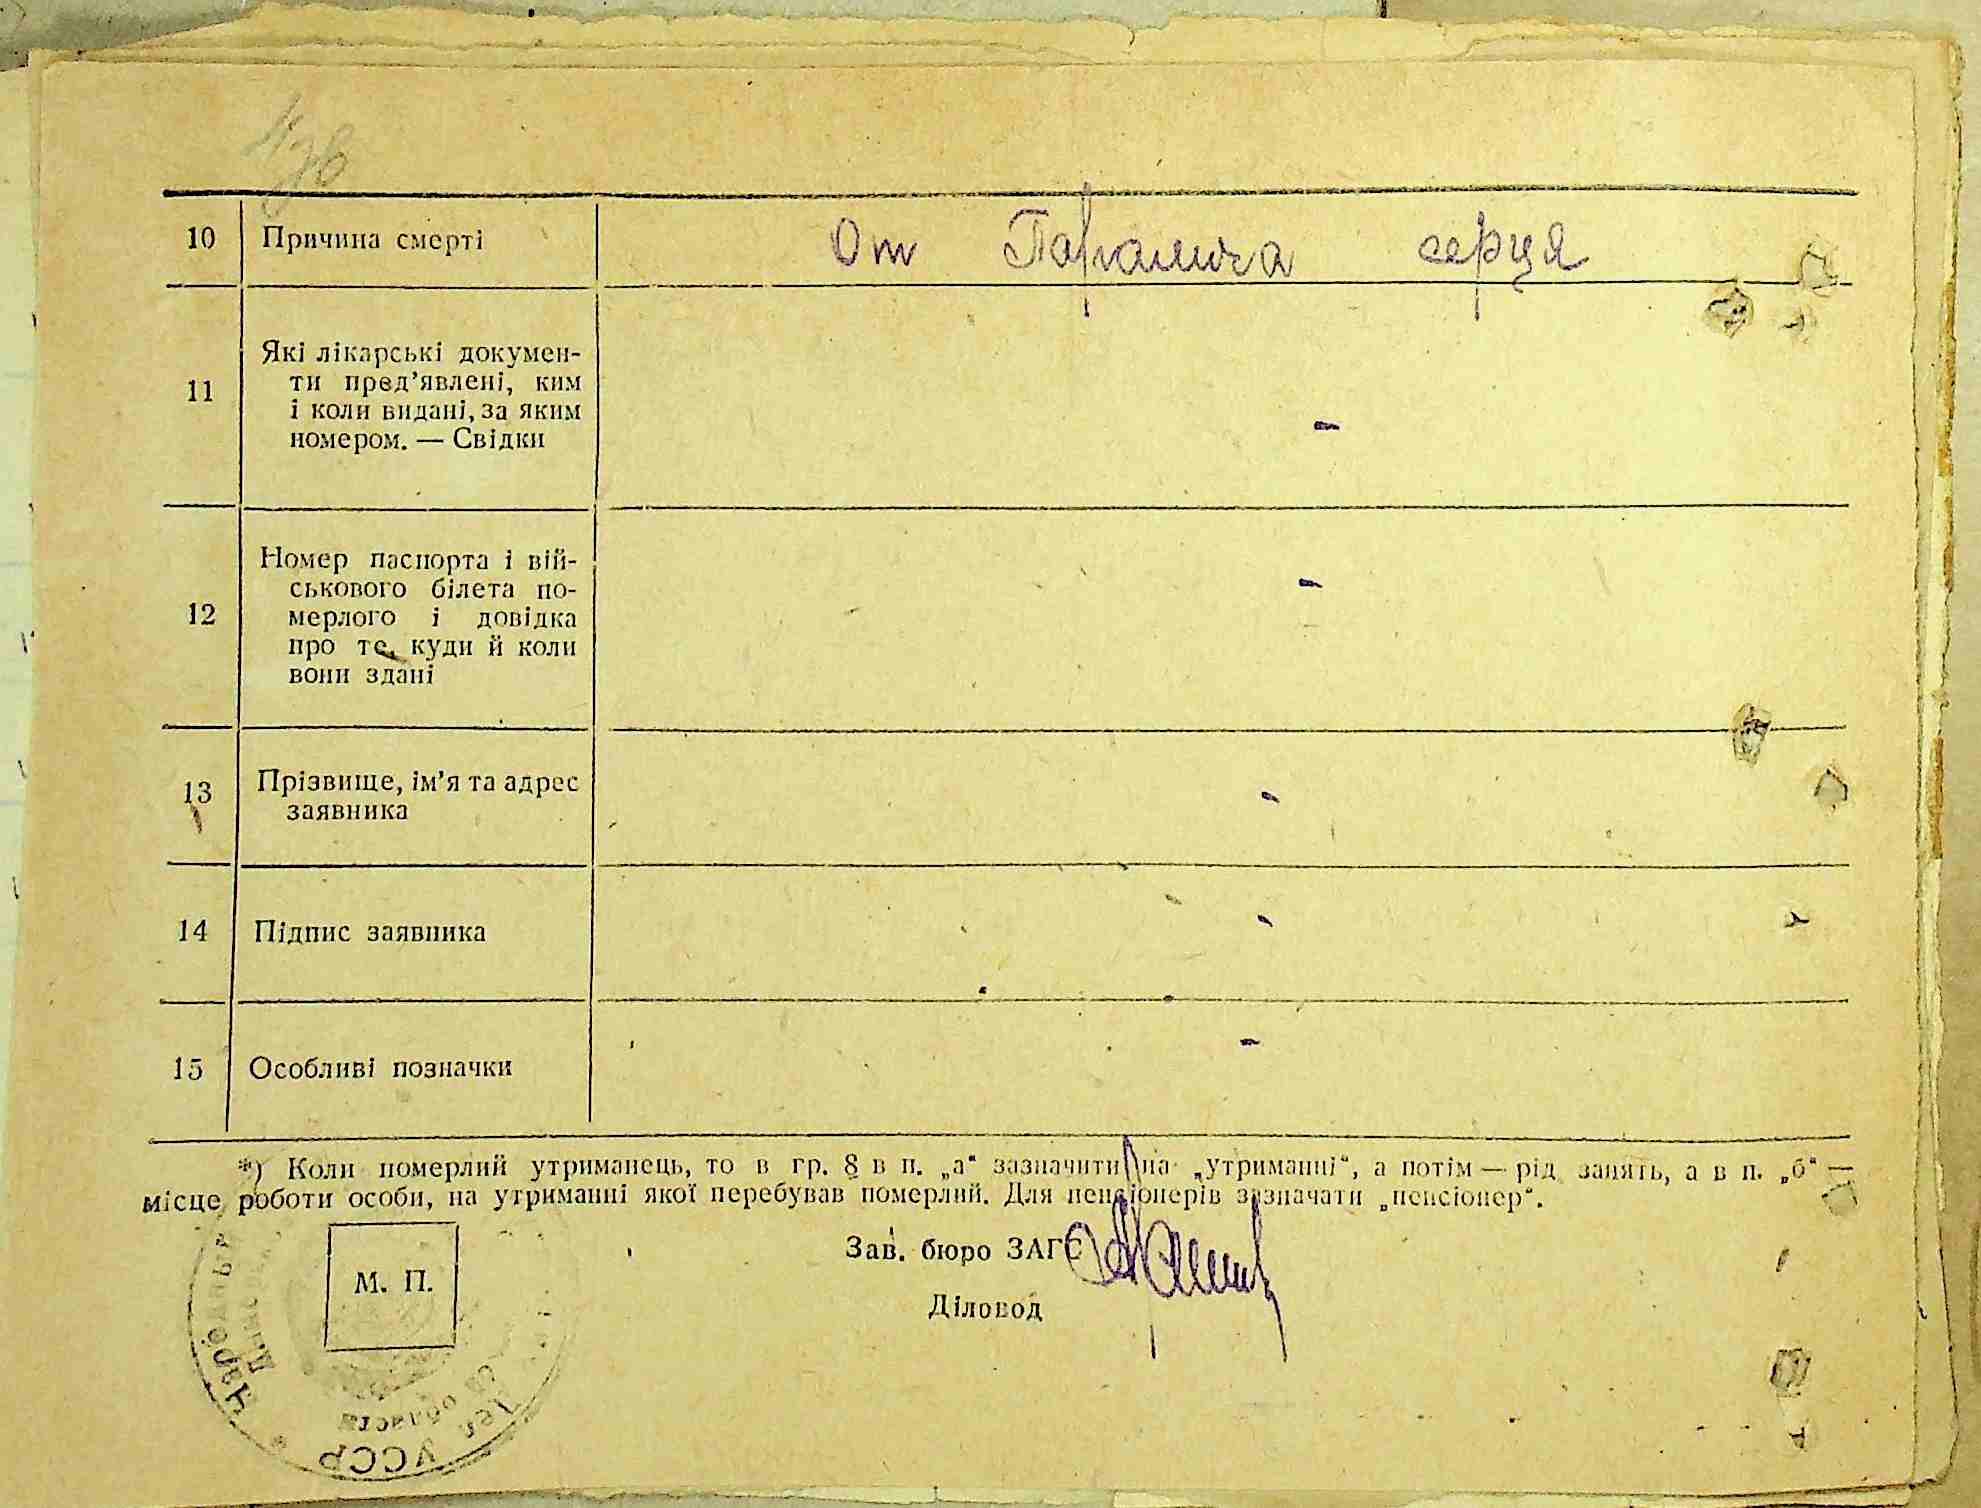 10 Причина смерті От Паралича серця
11 Які лікарські докумен-
ти пред’явлені, ким
і коли видані, за яким
номером. — Свідки -
12 Номер паспорта і вій-
ськового білета по-
мерлого і довідка
про те, куди й коли
вони здані -
13 Прізвище, ім’я та адрес
заявника -
14 Підпис заявника -
15 Особливі позначки -
*) Коли померлий утриманець, то в гр. 8 в п. „а“ зазначити на „утриманні“, а потім — рід занять, а в п. „б“ —
місце роботи особи, на утриманні якої перебував померлий. Для пенсіонерів зазначати „пенсіонер“.
М. П.
Зав. бюро ЗАГС
Діловод
УССР